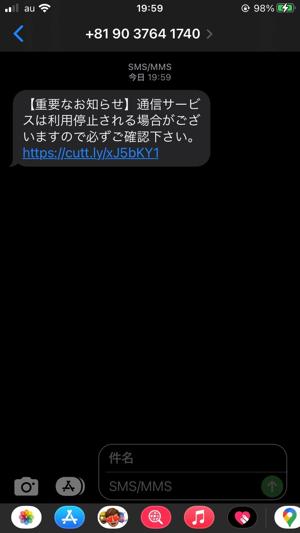 au 19:59 98%
+81 90 3764 1740
SMS/MMS
今日 19:59
【重要なお知らせ】通信サービ
スは利用停止される場合がござ
いますので必ずご確認下さい。
https://cutt.ly/xJ5bKY1
件名
SMS/MMS